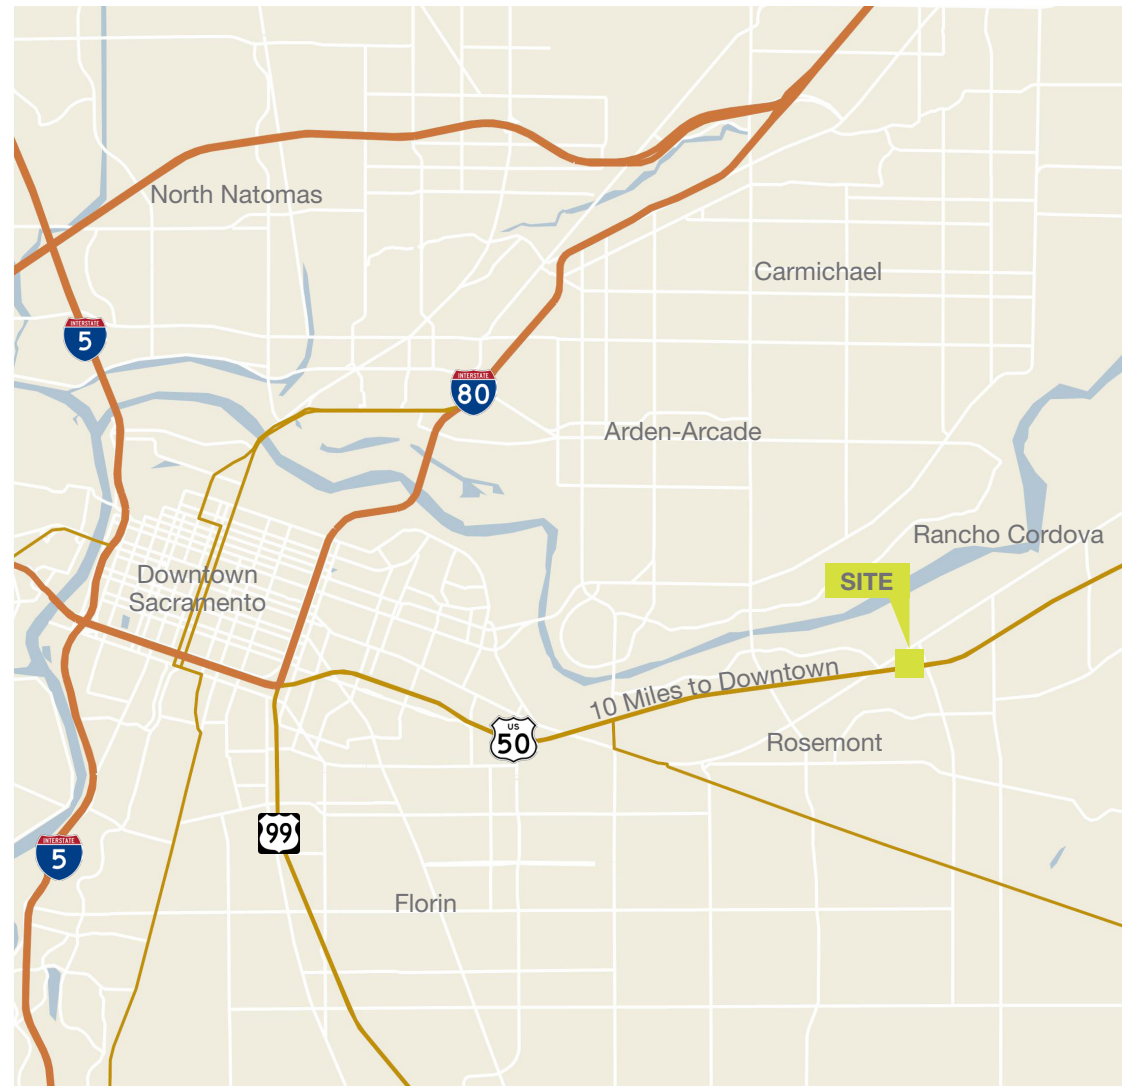 North Natomas
Carmichael
INTERSTATE
5
INTERSTATE
80
Arden-Arcade
Rancho Cordova
SITE
Downtown
Sacramento
10 Miles to Downtown
US
50
Rosemont
99
INTERSTATE
5
Florin